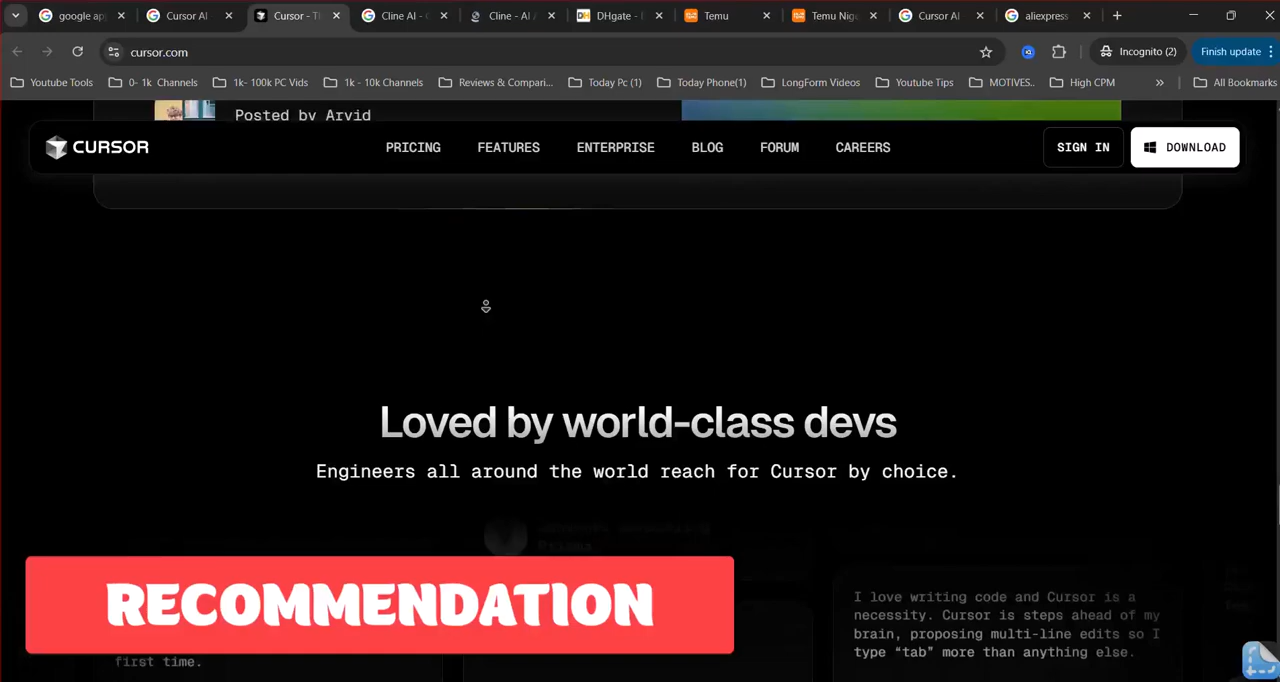 google ap
Cursor AI
Cursor - Th
Cline AI - C
Cline - AI A
DHgate - 
Temu
Temu Nige
Cursor AI
aliexpress
cursor.com
Incognito (2)
Finish update
Youtube Tools
0- 1k Channels
1k- 100k PC Vids
1k - 10k Channels
Reviews & Compari...
Today Pc (1)
Today Phone(1)
LongForm Videos
Youtube Tips
MOTIVES..
High CPM
All Bookmarks
Posted by Arvid
CURSOR
PRICING
FEATURES
ENTERPRISE
BLOG
FORUM
CAREERS
SIGN IN
DOWNLOAD
Loved by world-class devs
Engineers all around the world reach for Cursor by choice.
RECOMMENDATION
first time.
I love writing code and Cursor is a
necessity. Cursor is steps ahead of my
brain, proposing multi-line edits so I
type “tab” more than anything else.